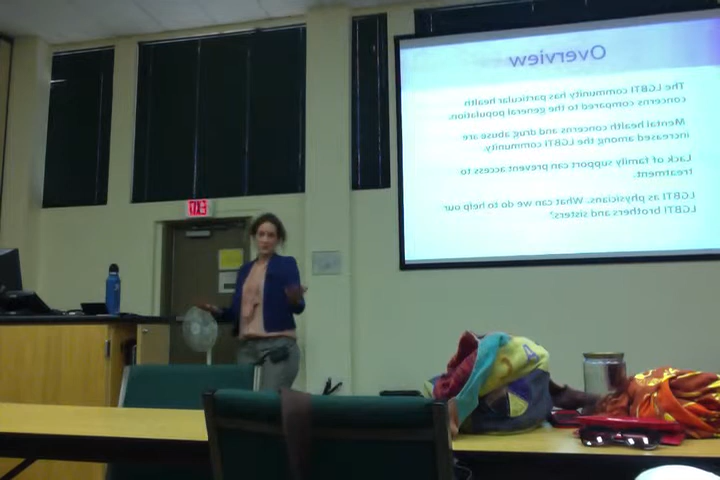 Overview
The LGBTI community has particular health
concerns compared to the general population.
Mental health concerns and drug abuse are
increased among the LGBTI community.
Lack of family support can prevent access to
treatment.
LGBTI as physicians. What can we do to help our
LGBTI brothers and sisters?